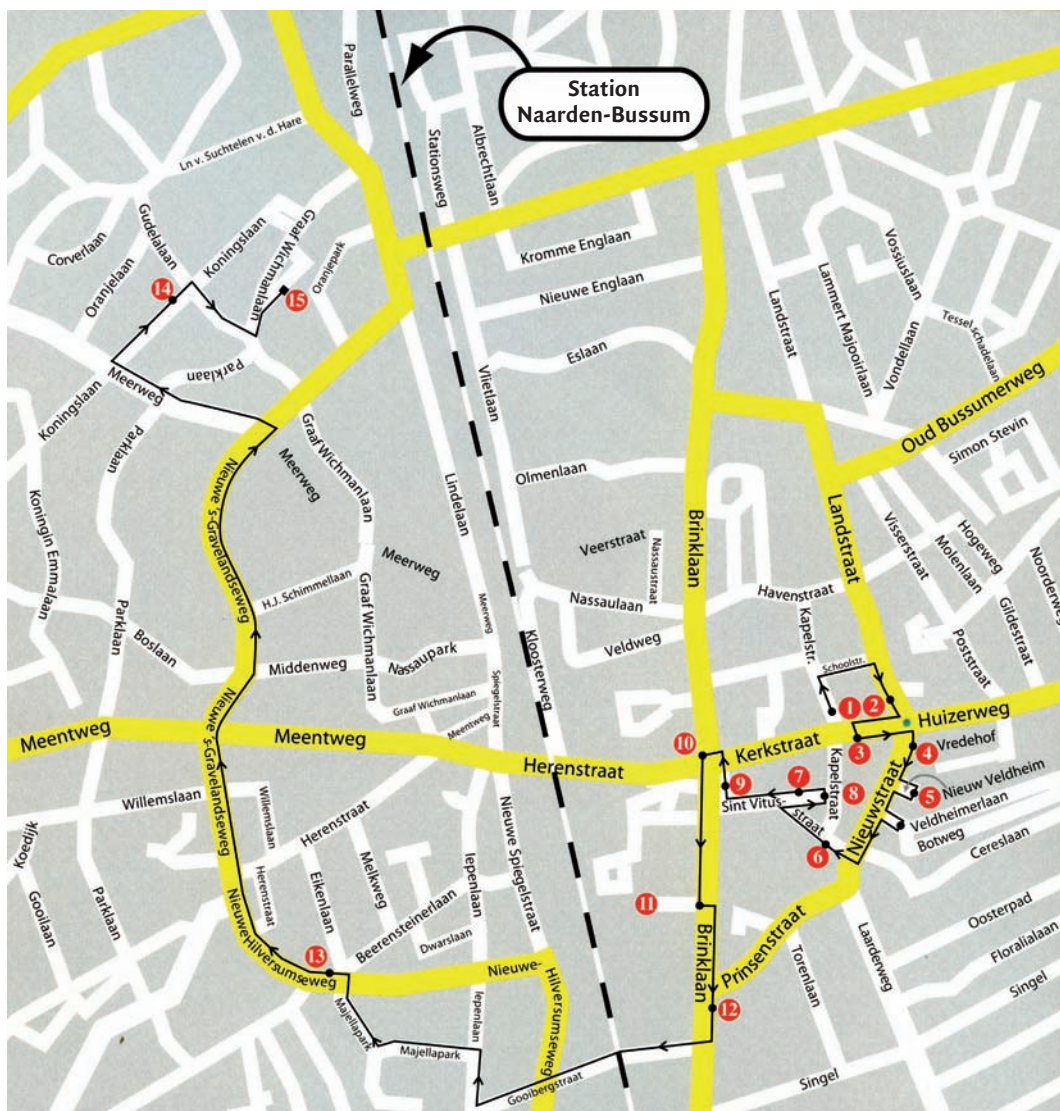 Station
Naarden-Bussum
Parallelweg
Stationsweg
Albrechtlaan
Ln v. Suchtelen v. d. Hare
Gudelalaan
Koningslaan
Graaf Wichmanlaan
Oranjepark
Corverlaan
Oranjelaan
14
15
Kromme Englaan
Nieuwe Englaan
Landstraat
Lammert Majooirlaan
Vossiuslaan
Vondellaan
Tesselschadelaan
Eslaan
Vlietlaan
Parklaan
Meerweg
Koningslaan
Parklaan
Oud Bussumerweg
Simon Stevin
Graaf Wichmanlaan
Meerweg
Nieuwe 's-Gravelandseweg
Lindelaan
Olmenlaan
Brinklaan
Landstraat
Koningin Emmalaan
Veerstraat
Nassaustraat
Visserstraat
Hogeweg
Molenlaan
Noorderweg
Meerweg
H.J. Schimmellaan
Graaf Wichmanlaan
Meerweg
Nassaulaan
Havenstraat
Kapelstr.
Gildestraat
Parklaan
Boslaan
Middenweg
Nassaupark
Kloosterweg
Veldweg
Schoolstr.
Poststraat
Graaf Wichmanlaan
Spiegelstraat
Meentweg
1
2
Huizerweg
Nieuwe 's-Gravelandseweg
Meentweg
Meentweg
Herenstraat
10
Kerkstraat
3
4
Vredehof
Kapelstraat
Nieuwstraat
Willemslaan
Willemslaan
Herenstraat
Nieuwe Spiegelstraat
9
7
8
Sint Vitus-
straat
5
Nieuw Veldheim
Veldheimerlaan
Botweg
Cereslaan
6
Koedijk
Gooilaan
Parklaan
Herenstraat
Eikenlaan
Melkweg
Iepenlaan
Beerensteinerlaan
Dwarslaan
11
Brinklaan
Prinsenstraat
Oosterpad
Floralialaan
Singel
Torenlaan
Laarderweg
Nieuwe
Hilversumseweg
13
Nieuwe-
Hilversumseweg
12
Iepenlaan
Majellapark
Majellapark
Gooibergstraat
Singel